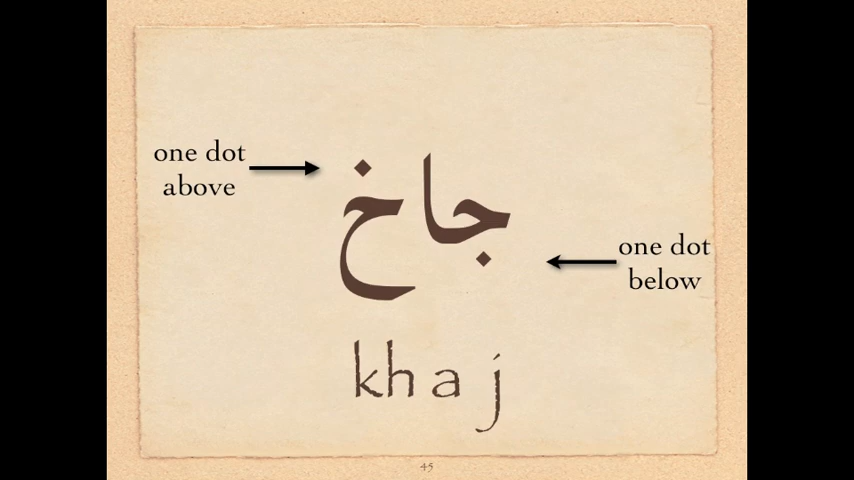 one dot
above
جاخ
one dot
below
kh a j
45